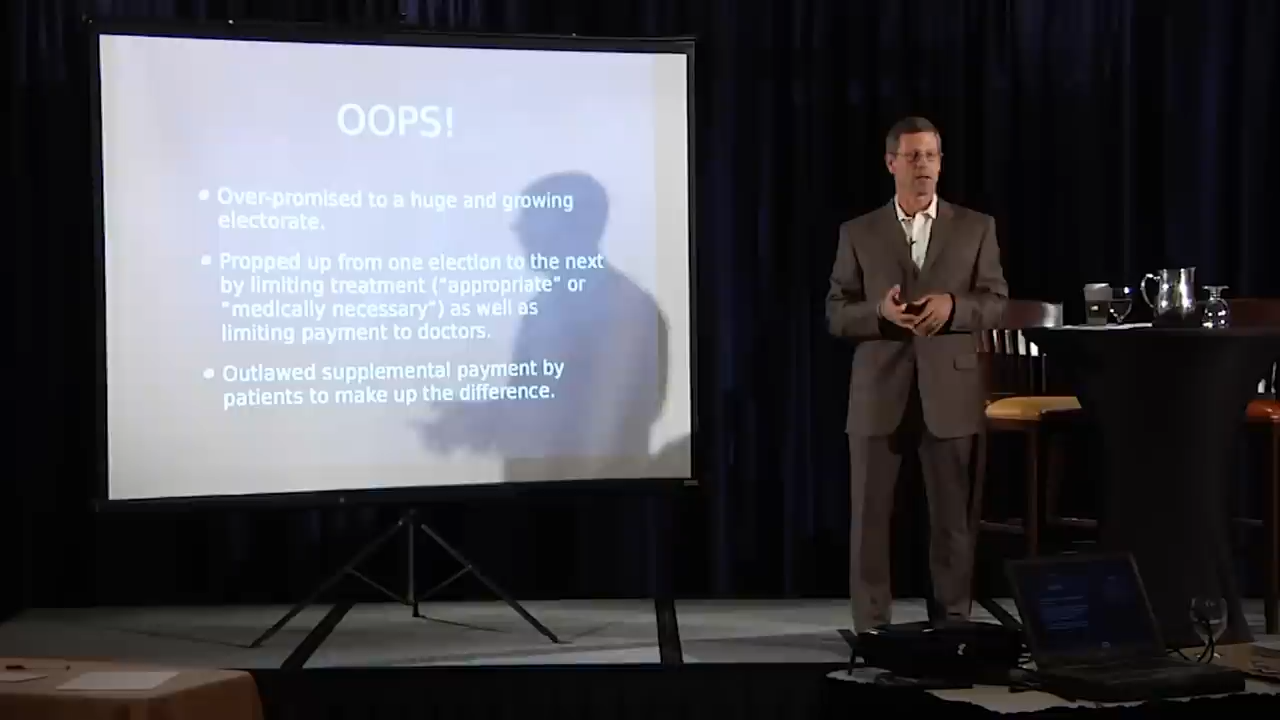 OOPS!
• Over-promised to a huge and growing
electorate.
• Propped up from one election to the next
by limiting treatment ("appropriate" or
"medically necessary") as well as
limiting payment to doctors.
• Outlawed supplemental payment by
patients to make up the difference.